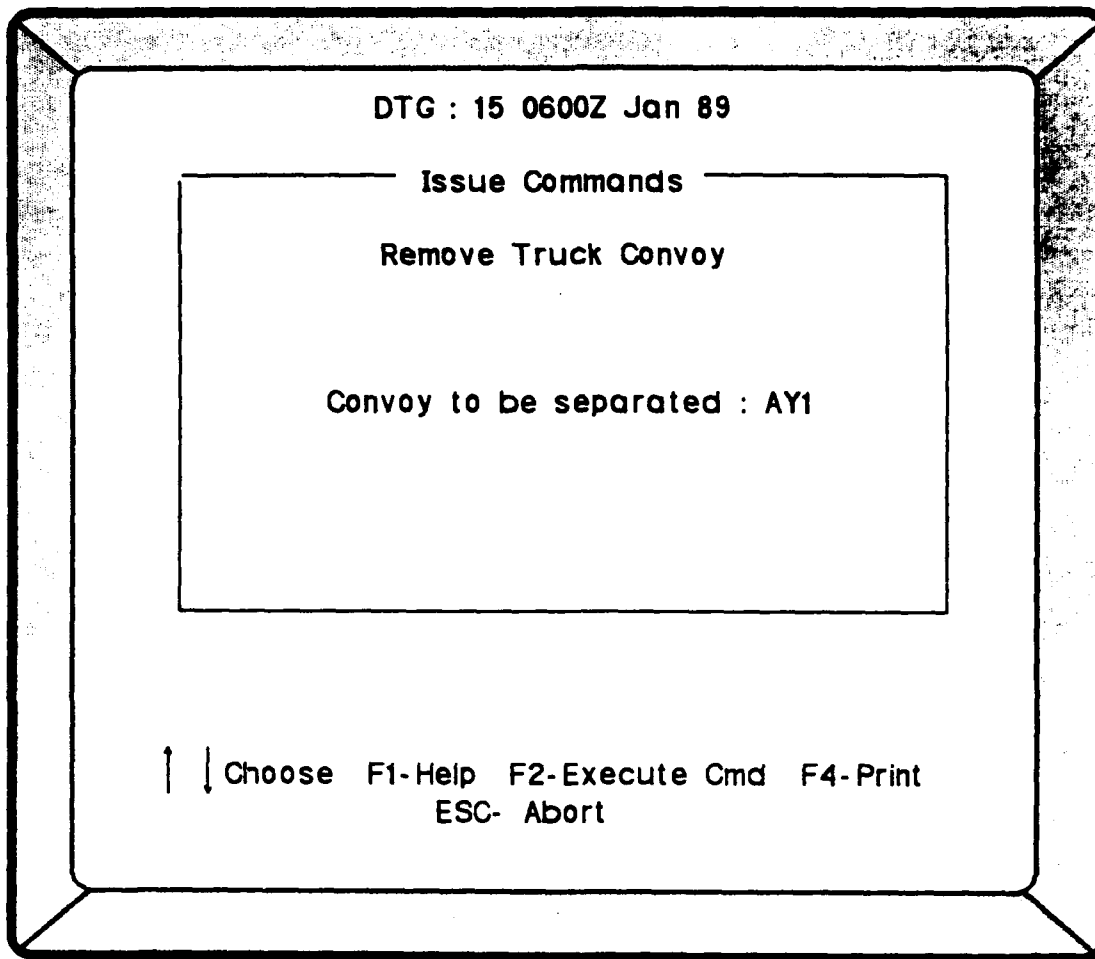 DTG : 15 0600Z Jan 89
Issue Commands
Remove Truck Convoy
Convoy to be separated : AY1
↑ ↓ Choose F1-Help F2-Execute Cmd F4-Print
ESC- Abort